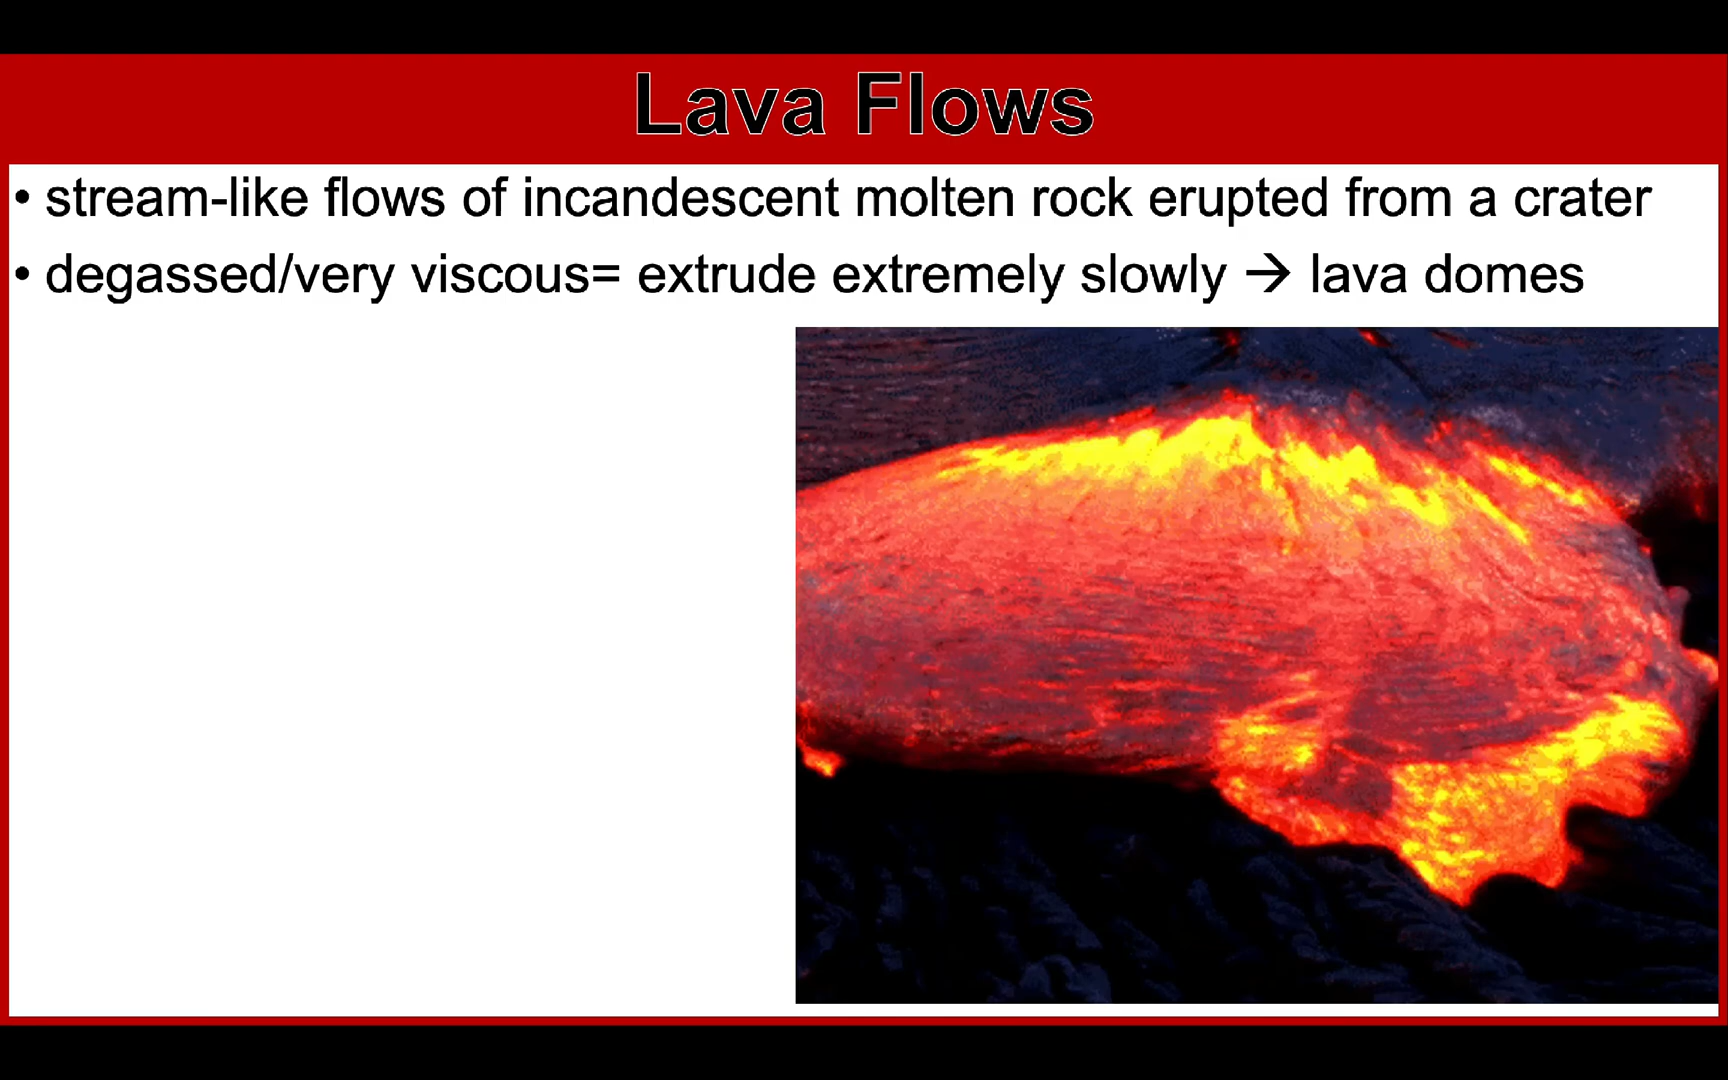 Lava Flows
• stream-like flows of incandescent molten rock erupted from a crater
• degassed/very viscous= extrude extremely slowly → lava domes